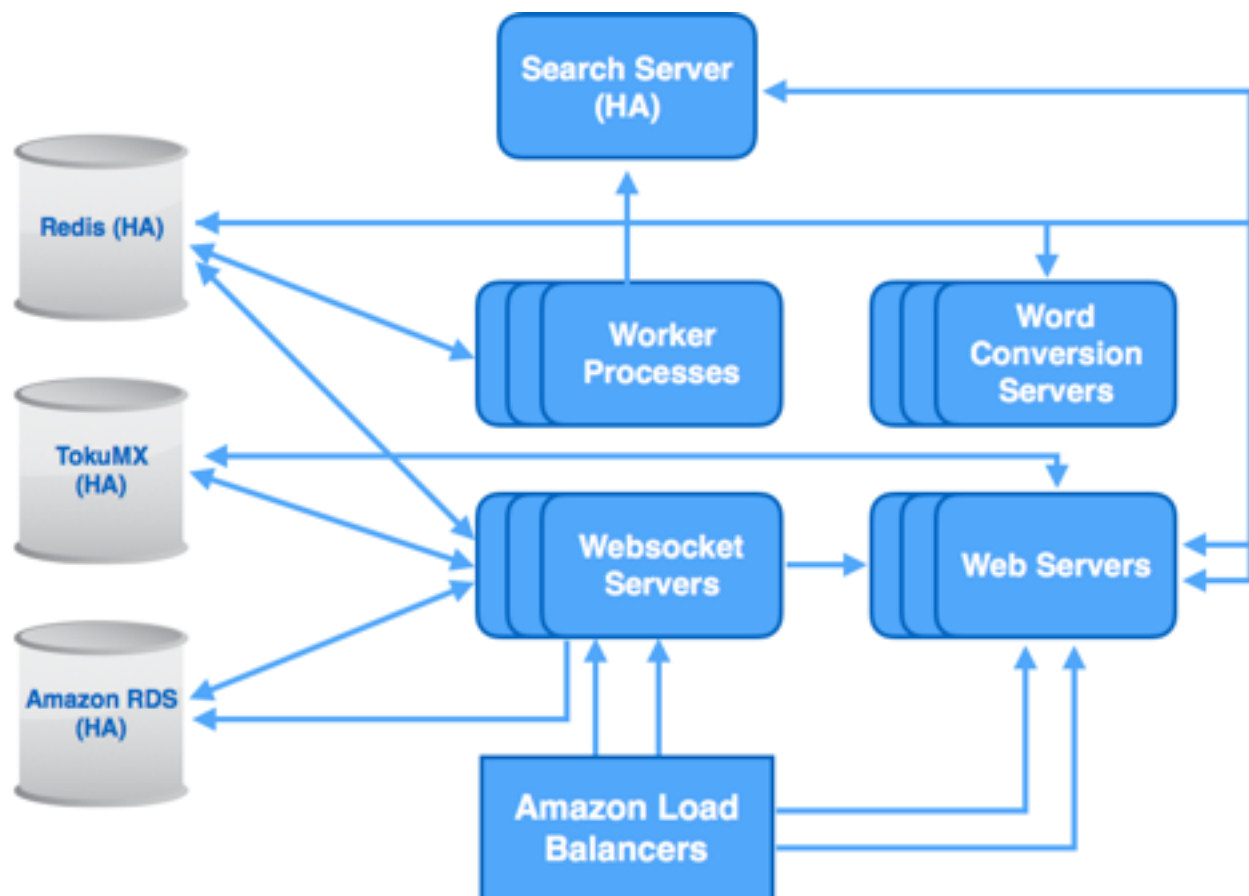 Search Server
(HA)
Redis (HA)
Worker
Processes
Word
Conversion
Servers
TokuMX
(HA)
Websocket
Servers
Web Servers
Amazon RDS
(HA)
Amazon Load
Balancers